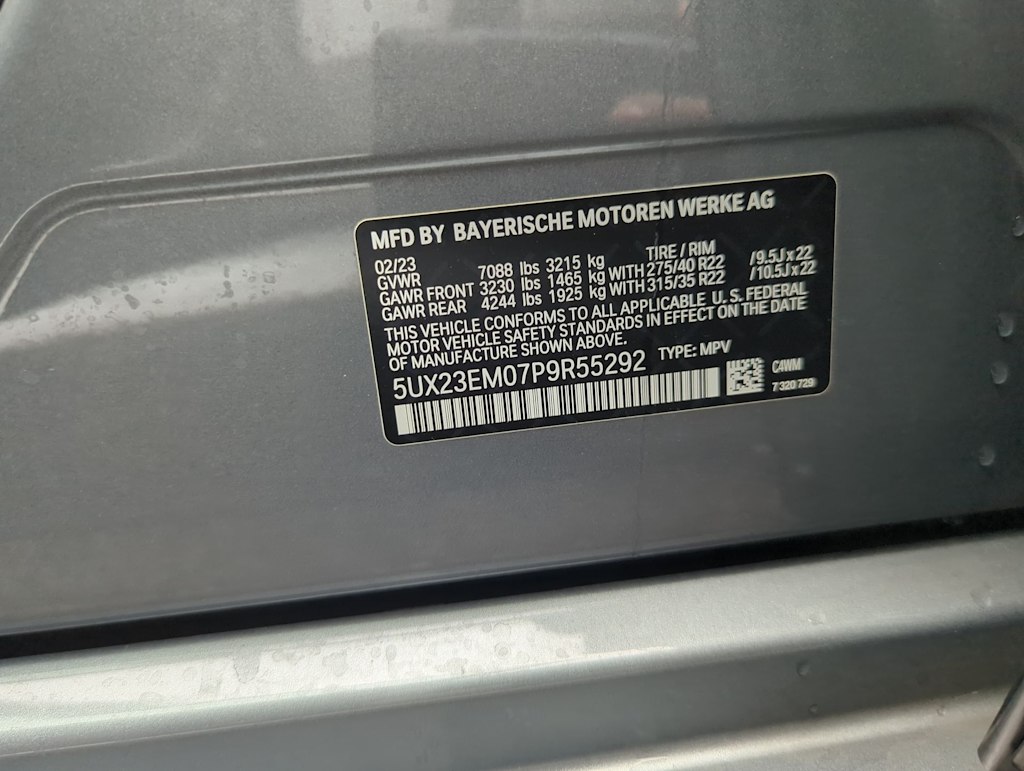 MFD BY BAYERISCHE MOTOREN WERKE AG
02/23 TIRE / RIM
GVWR 7088 lbs 3215 kg
GAWR FRONT 3230 lbs 1465 kg WITH 275/40 R22 /9.5J x 22
GAWR REAR 4244 lbs 1925 kg WITH 315/35 R22 /10.5J x 22
THIS VEHICLE CONFORMS TO ALL APPLICABLE U.S. FEDERAL
MOTOR VEHICLE SAFETY STANDARDS IN EFFECT ON THE DATE
OF MANUFACTURE SHOWN ABOVE.
5UX23EM07P9R55292 TYPE: MPV
C4WM
7 320 729